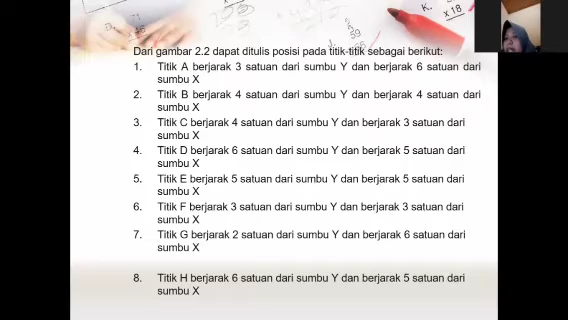 K.
x 18
59
Dari gambar 2.2 dapat ditulis posisi pada titik-titik sebagai berikut:
1. Titik A berjarak 3 satuan dari sumbu Y dan berjarak 6 satuan dari
sumbu X
2. Titik B berjarak 4 satuan dari sumbu Y dan berjarak 4 satuan dari
sumbu X
3. Titik C berjarak 4 satuan dari sumbu Y dan berjarak 3 satuan dari
sumbu X
4. Titik D berjarak 6 satuan dari sumbu Y dan berjarak 5 satuan dari
sumbu X
5. Titik E berjarak 5 satuan dari sumbu Y dan berjarak 5 satuan dari
sumbu X
6. Titik F berjarak 3 satuan dari sumbu Y dan berjarak 3 satuan dari
sumbu X
7. Titik G berjarak 2 satuan dari sumbu Y dan berjarak 6 satuan dari
sumbu X
8. Titik H berjarak 6 satuan dari sumbu Y dan berjarak 5 satuan dari
sumbu X